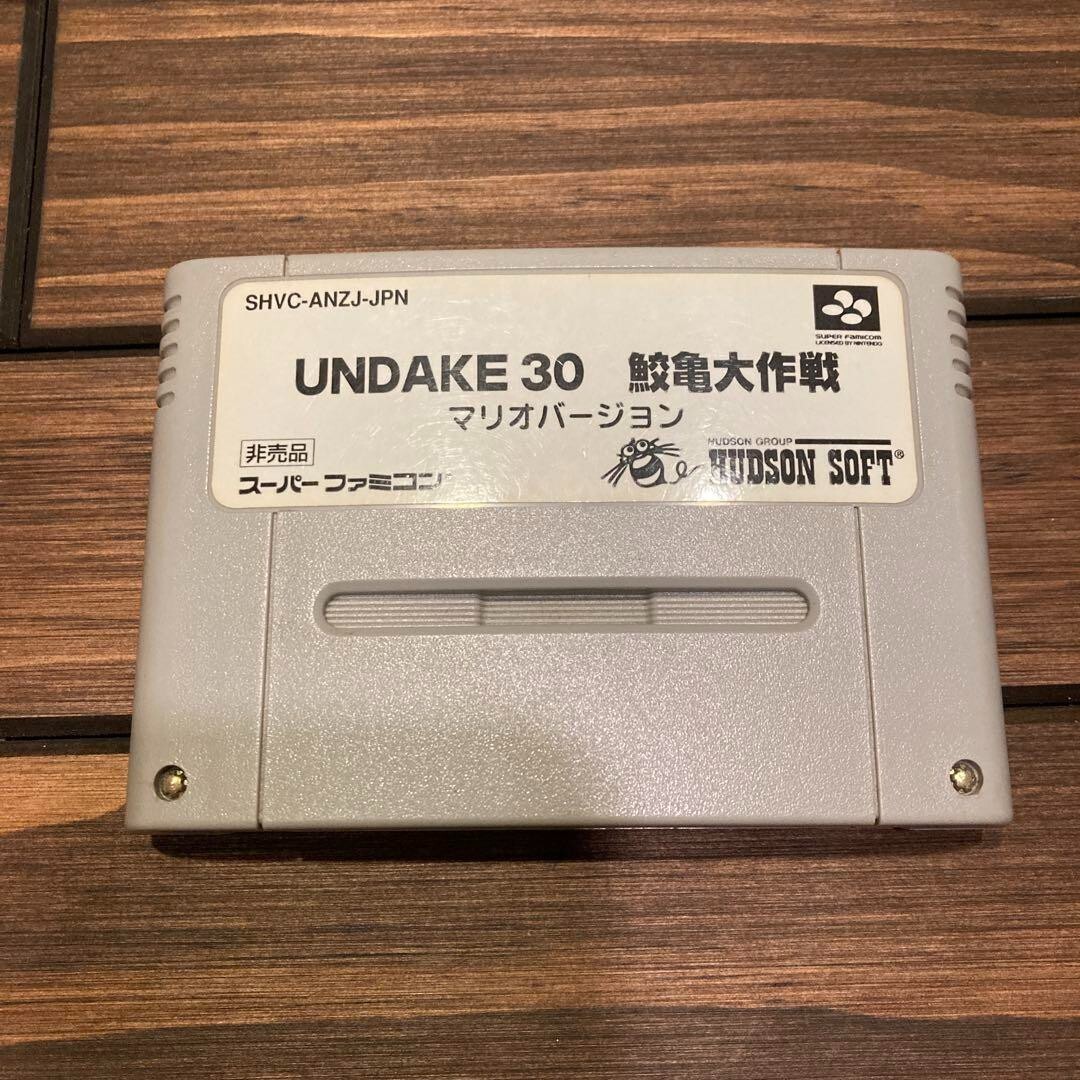 SHVC-ANZJ-JPN
SUPER FAMICOM
LICENSED BY NINTENDO
UNDAKE 30 鮫亀大作戦
マリオバージョン
非売品
スーパーファミコン
HUDSON GROUP
HUDSON SOFT®